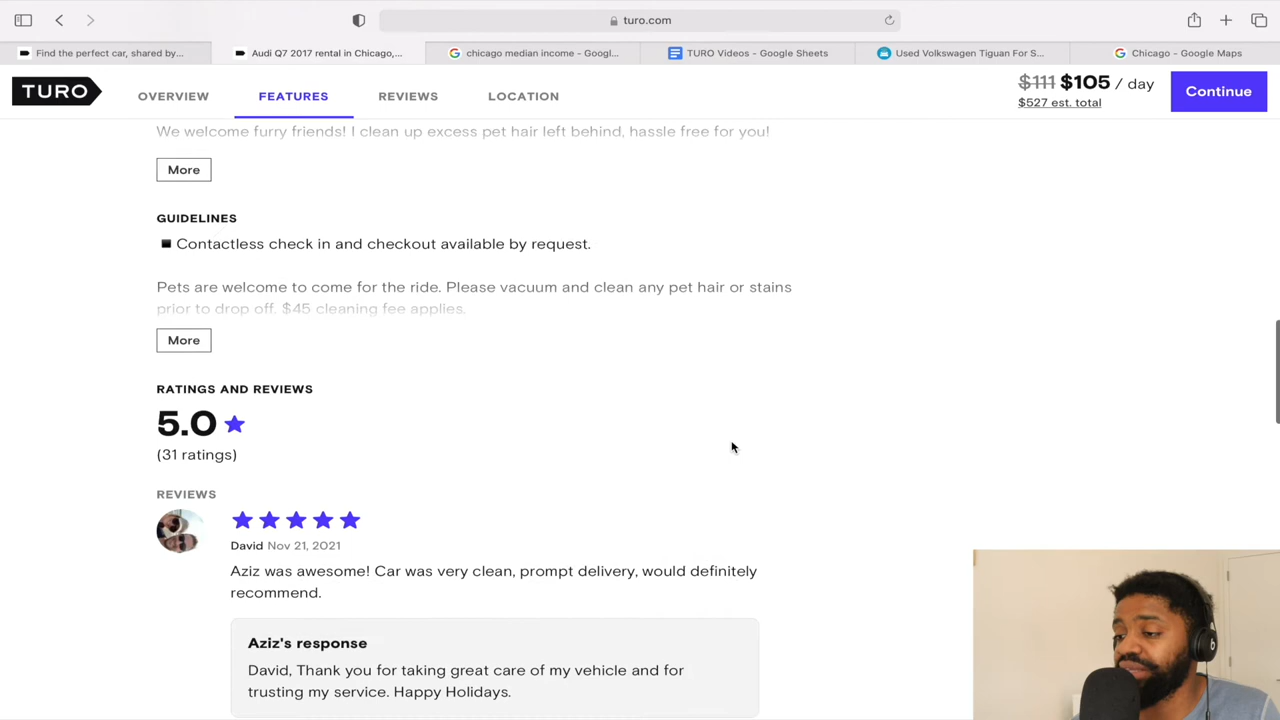 turo.com
Find the perfect car, shared by...
Audi Q7 2017 rental in Chicago,...
chicago median income - Googl...
TURO Videos - Google Sheets
Used Volkswagen Tiguan For S...
Chicago - Google Maps
TURO
OVERVIEW
FEATURES
REVIEWS
LOCATION
$111 $105 / day
$527 est. total
Continue
We welcome furry friends! I clean up excess pet hair left behind, hassle free for you!
More
GUIDELINES
Contactless check in and checkout available by request.
Pets are welcome to come for the ride. Please vacuum and clean any pet hair or stains
prior to drop off. $45 cleaning fee applies.
More
RATINGS AND REVIEWS
5.0
(31 ratings)
REVIEWS
David Nov 21, 2021
Aziz was awesome! Car was very clean, prompt delivery, would definitely
recommend.
Aziz's response
David, Thank you for taking great care of my vehicle and for
trusting my service. Happy Holidays.